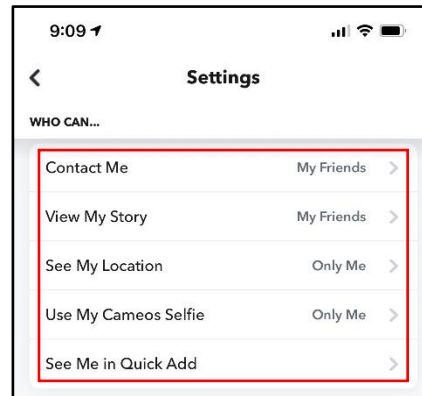 9:09
Settings
WHO CAN...
Contact Me My Friends
View My Story My Friends
See My Location Only Me
Use My Cameos Selfie Only Me
See Me in Quick Add